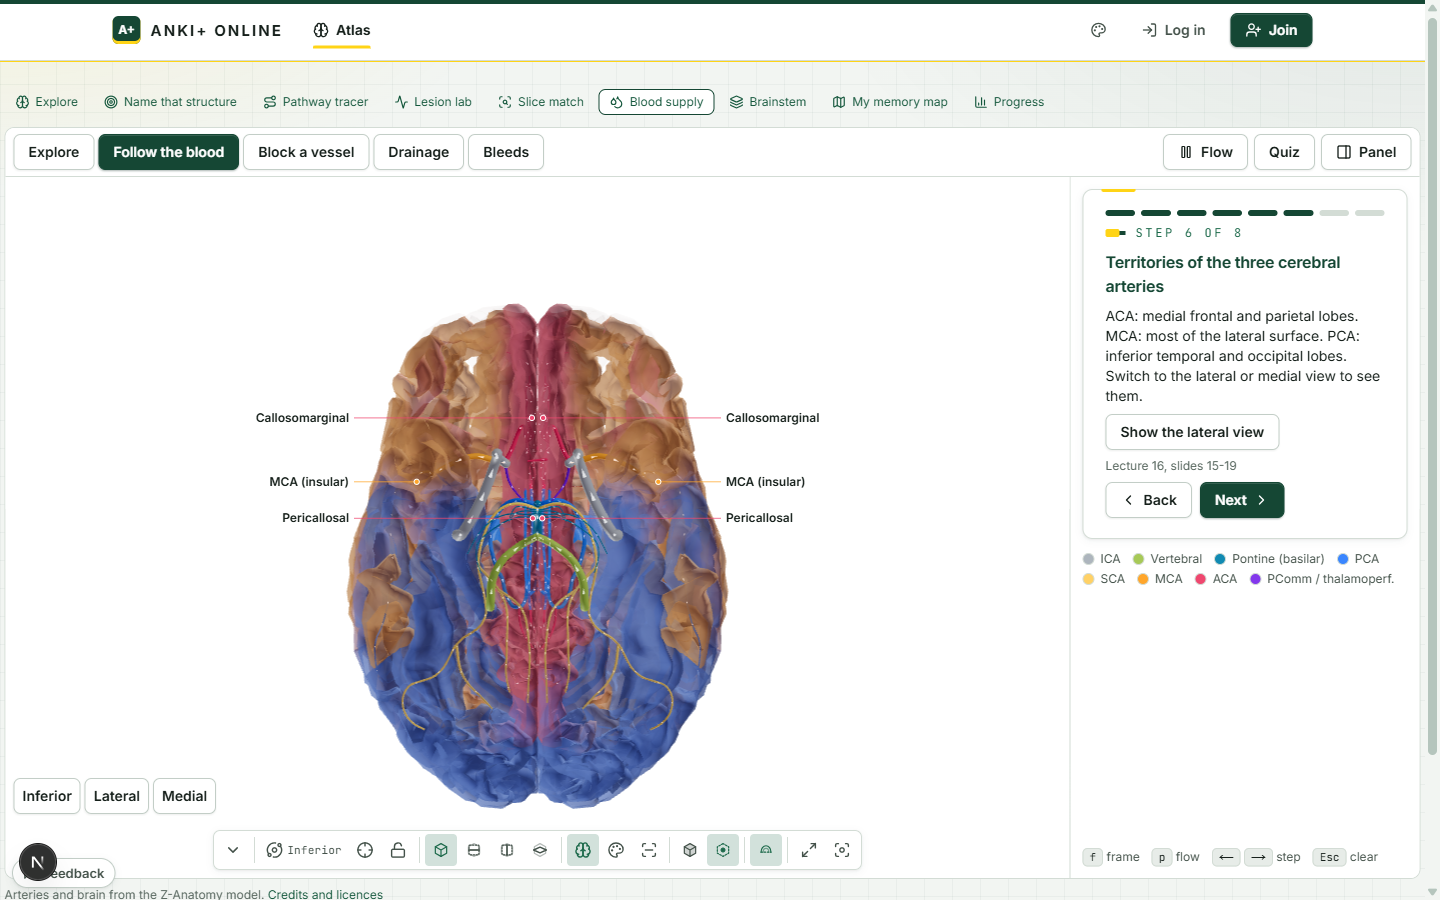 A+ ANKI+ ONLINE Atlas Log in Join
Explore Name that structure Pathway tracer Lesion lab Slice match Blood supply Brainstem My memory map Progress
Explore Follow the blood Block a vessel Drainage Bleeds Flow Quiz Panel
STEP 6 OF 8
Territories of the three cerebral
arteries
ACA: medial frontal and parietal lobes.
MCA: most of the lateral surface. PCA:
inferior temporal and occipital lobes.
Switch to the lateral or medial view to see
them.
Show the lateral view
Lecture 16, slides 15-19
Back Next
ICA Vertebral Pontine (basilar) PCA
SCA MCA ACA PComm / thalamoperf.
Callosomarginal Callosomarginal
MCA (insular) MCA (insular)
Pericallosal Pericallosal
Inferior Lateral Medial
Inferior
f frame p flow ← → step Esc clear
N eedback
Arteries and brain from the Z-Anatomy model. Credits and licences